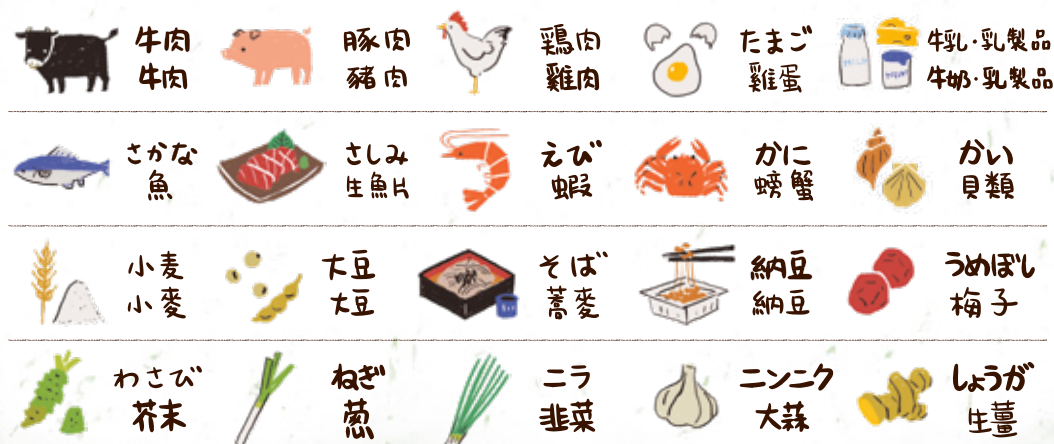 牛肉
牛肉
豚肉
豬肉
鶏肉
雞肉
たまご
雞蛋
牛乳・乳製品
牛奶・乳製品
さかな
魚
さしみ
生魚片
えび
蝦
かに
螃蟹
かい
貝類
小麦
小麥
大豆
大豆
そば
蕎麥
納豆
納豆
うめぼし
梅子
わさび
芥末
ねぎ
葱
ニラ
韭菜
ニンニク
大蒜
しょうが
生薑